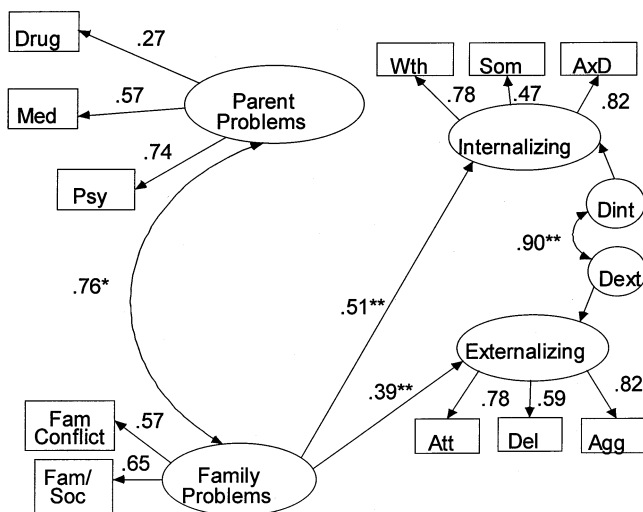 Drug
.27
Wth
Som
AxD
.78
.47
.82
Med
.57
Parent
Problems
Internalizing
.74
Psy
Dint
.90**
Dext
.76*
.51**
Externalizing
.39**
.78
.59
.82
Fam
Conflict
.57
Att
Del
Agg
Fam/
Soc
.65
Family
Problems